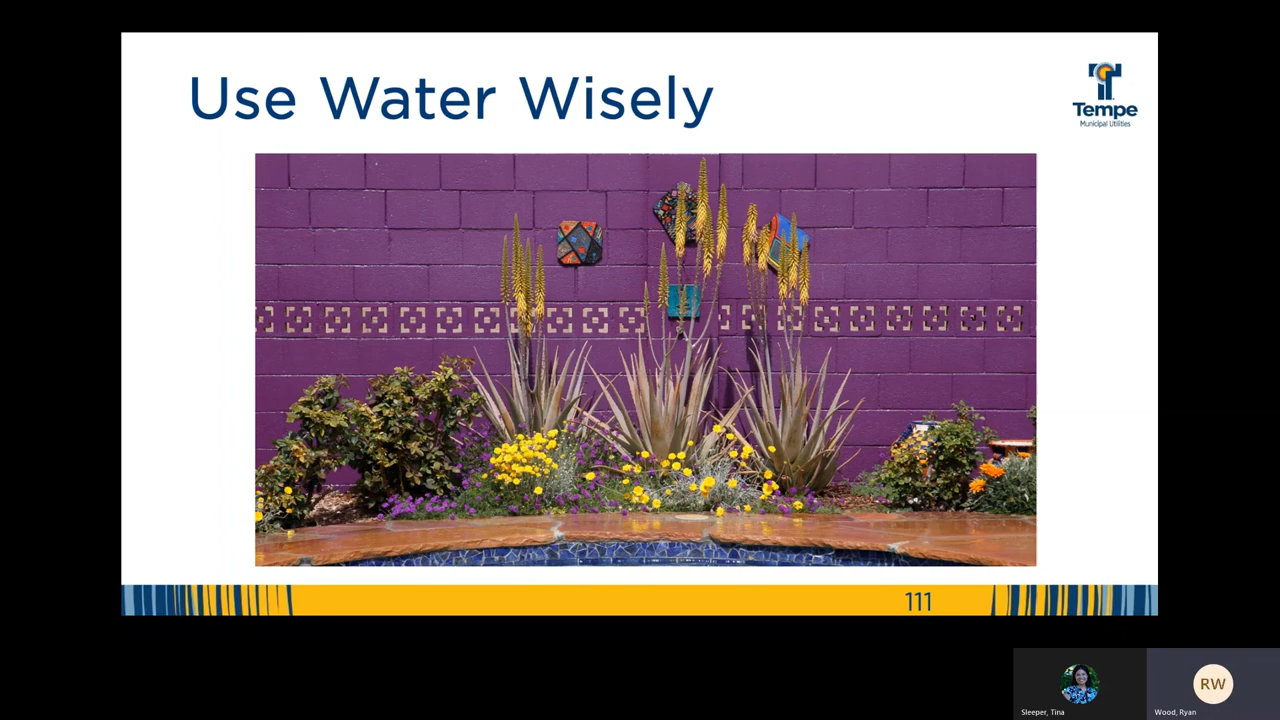 Use Water Wisely
Tempe
Municipal Utilities
111
RW
Sleeper, Tina
Wood, Ryan